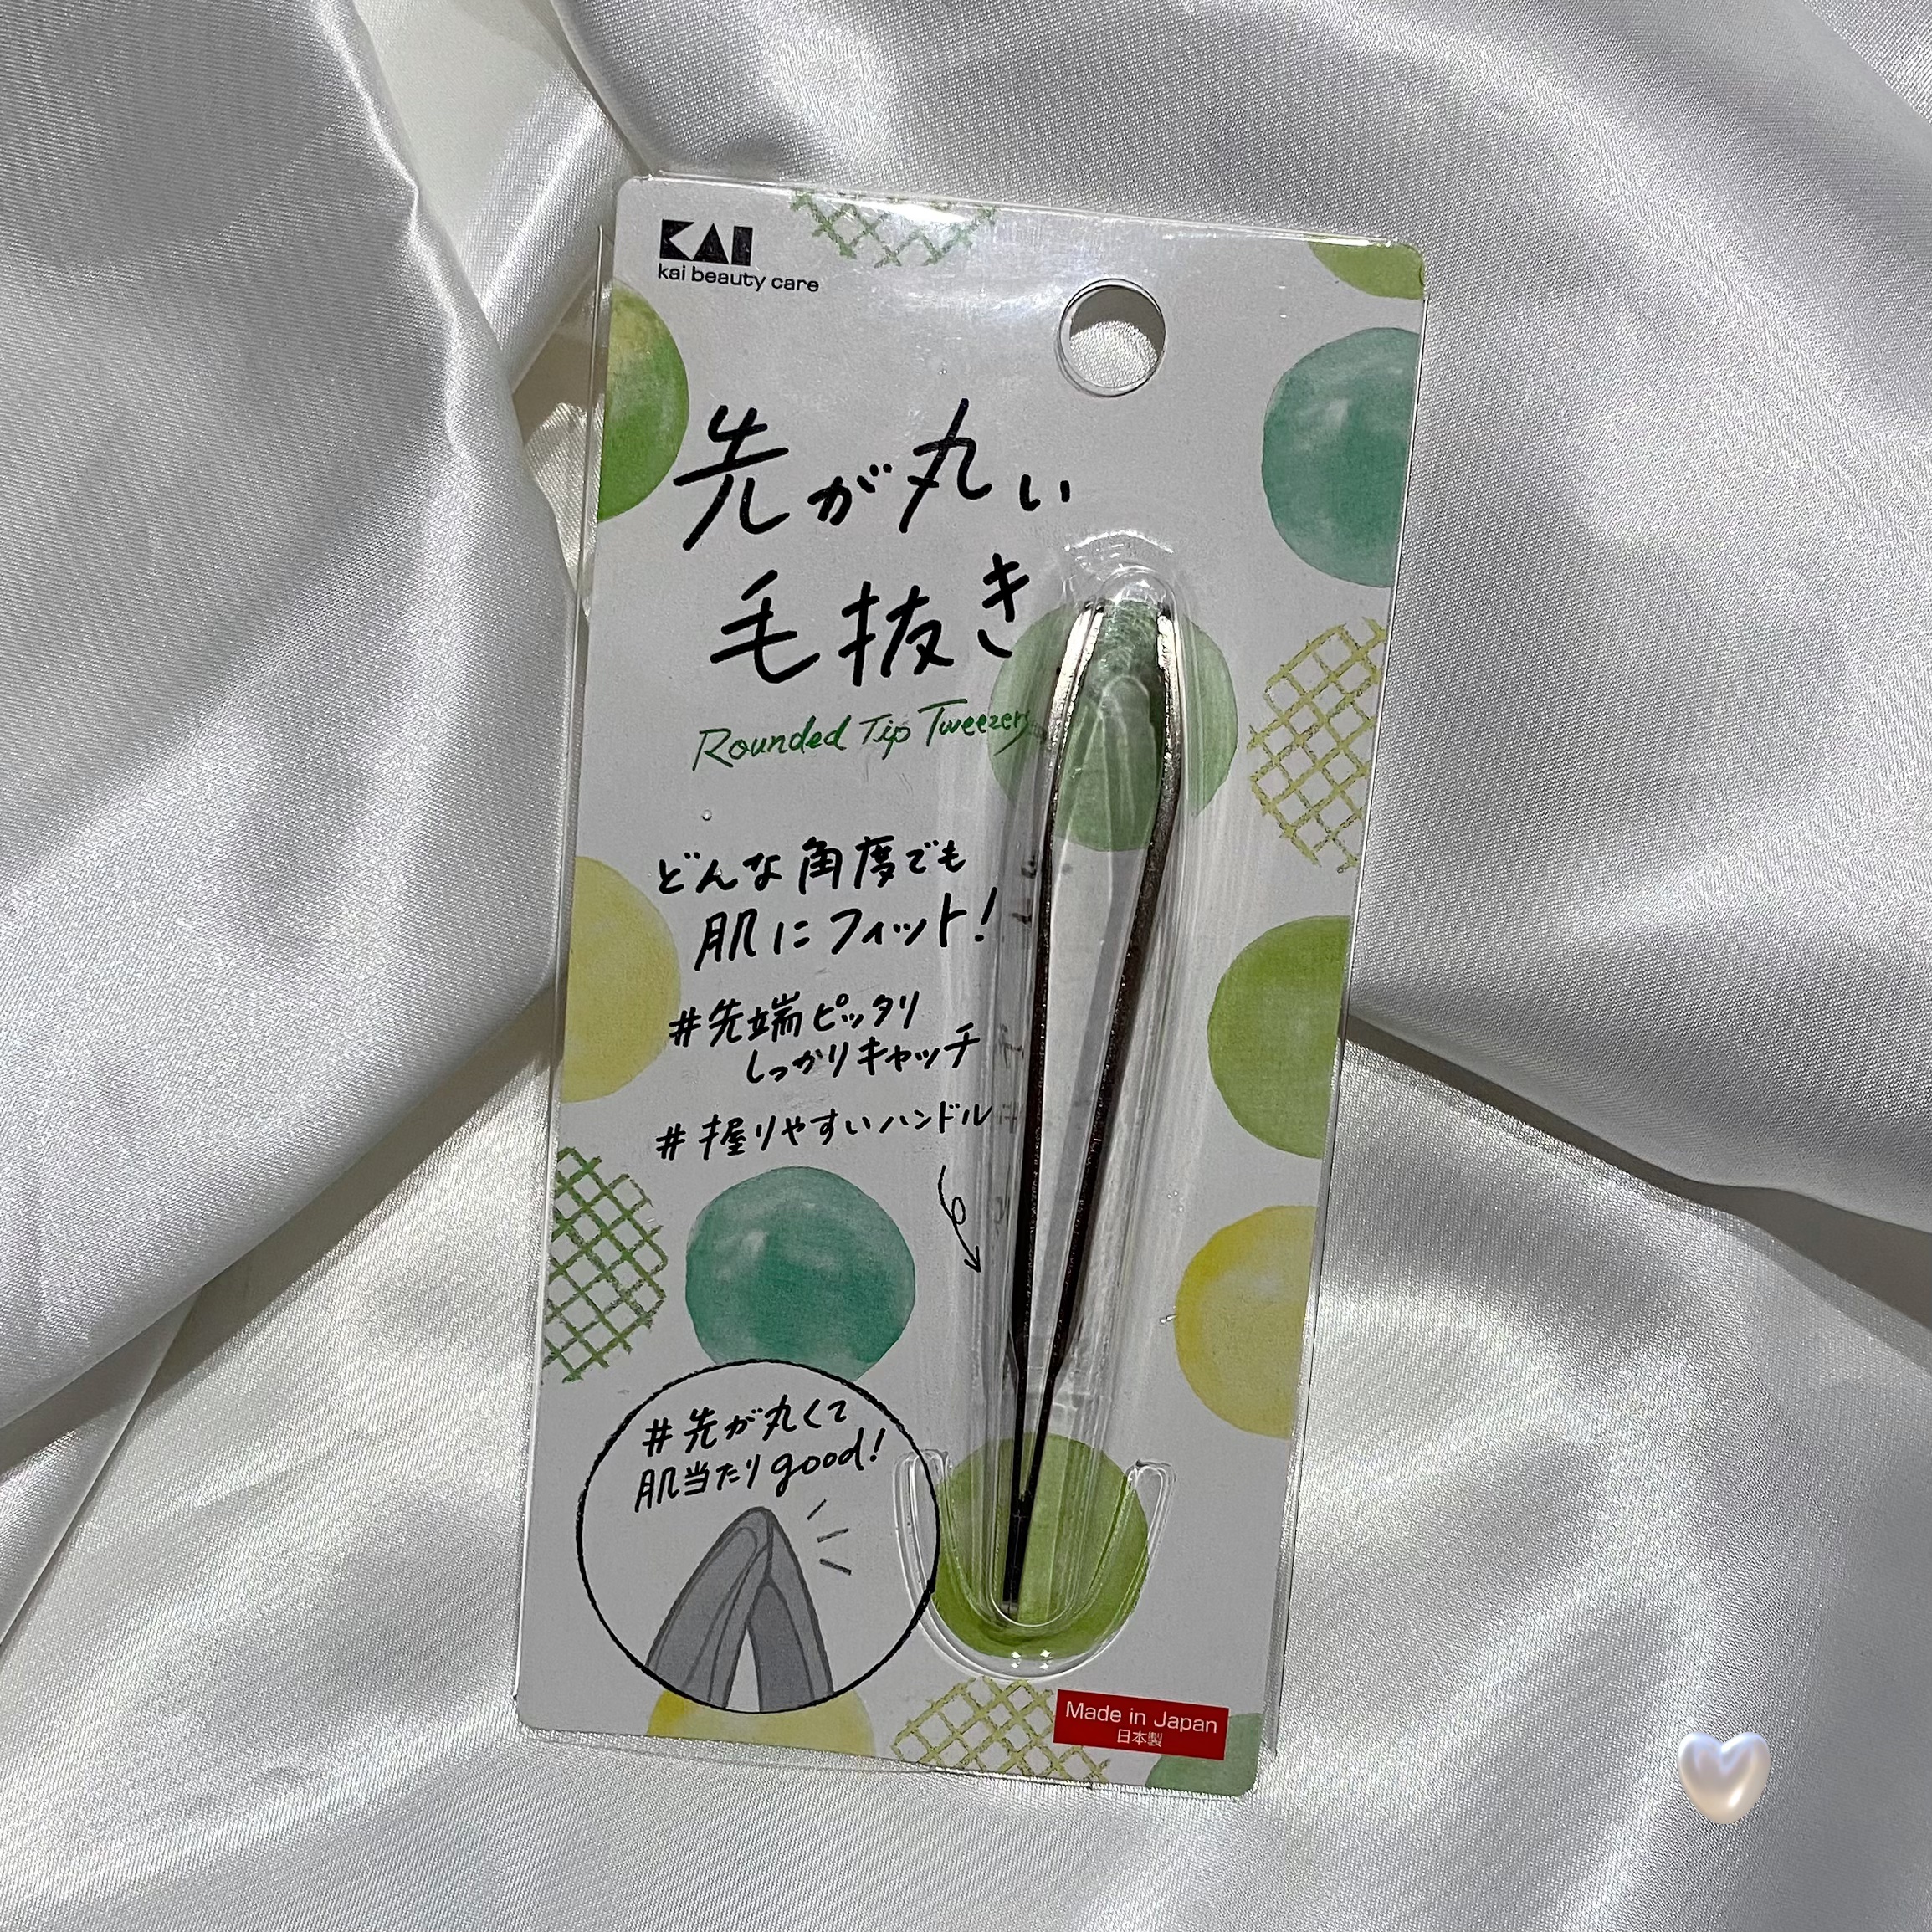 KAI
kai beauty care
先が丸い
毛抜き
Rounded Tip Tweezers
どんな角度でも
肌にフィット!
#先端ピッタリ
しっかりキャッチ
#握りやすいハンドル
#先が丸くて
肌当たりgood!
Made in Japan
日本製